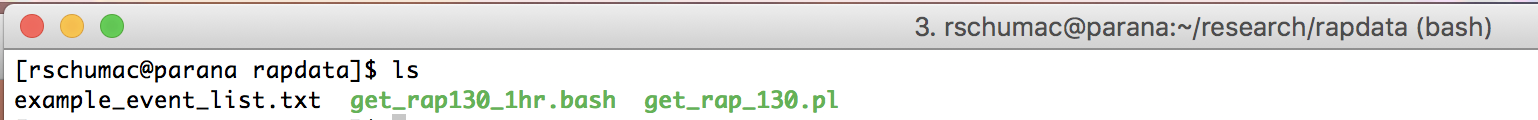 3. rschumac@parana:~/research/rapdata (bash)
[rschumac@parana rapdata]$ ls
example_event_list.txt  get_rap130_1hr.bash  get_rap_130.pl